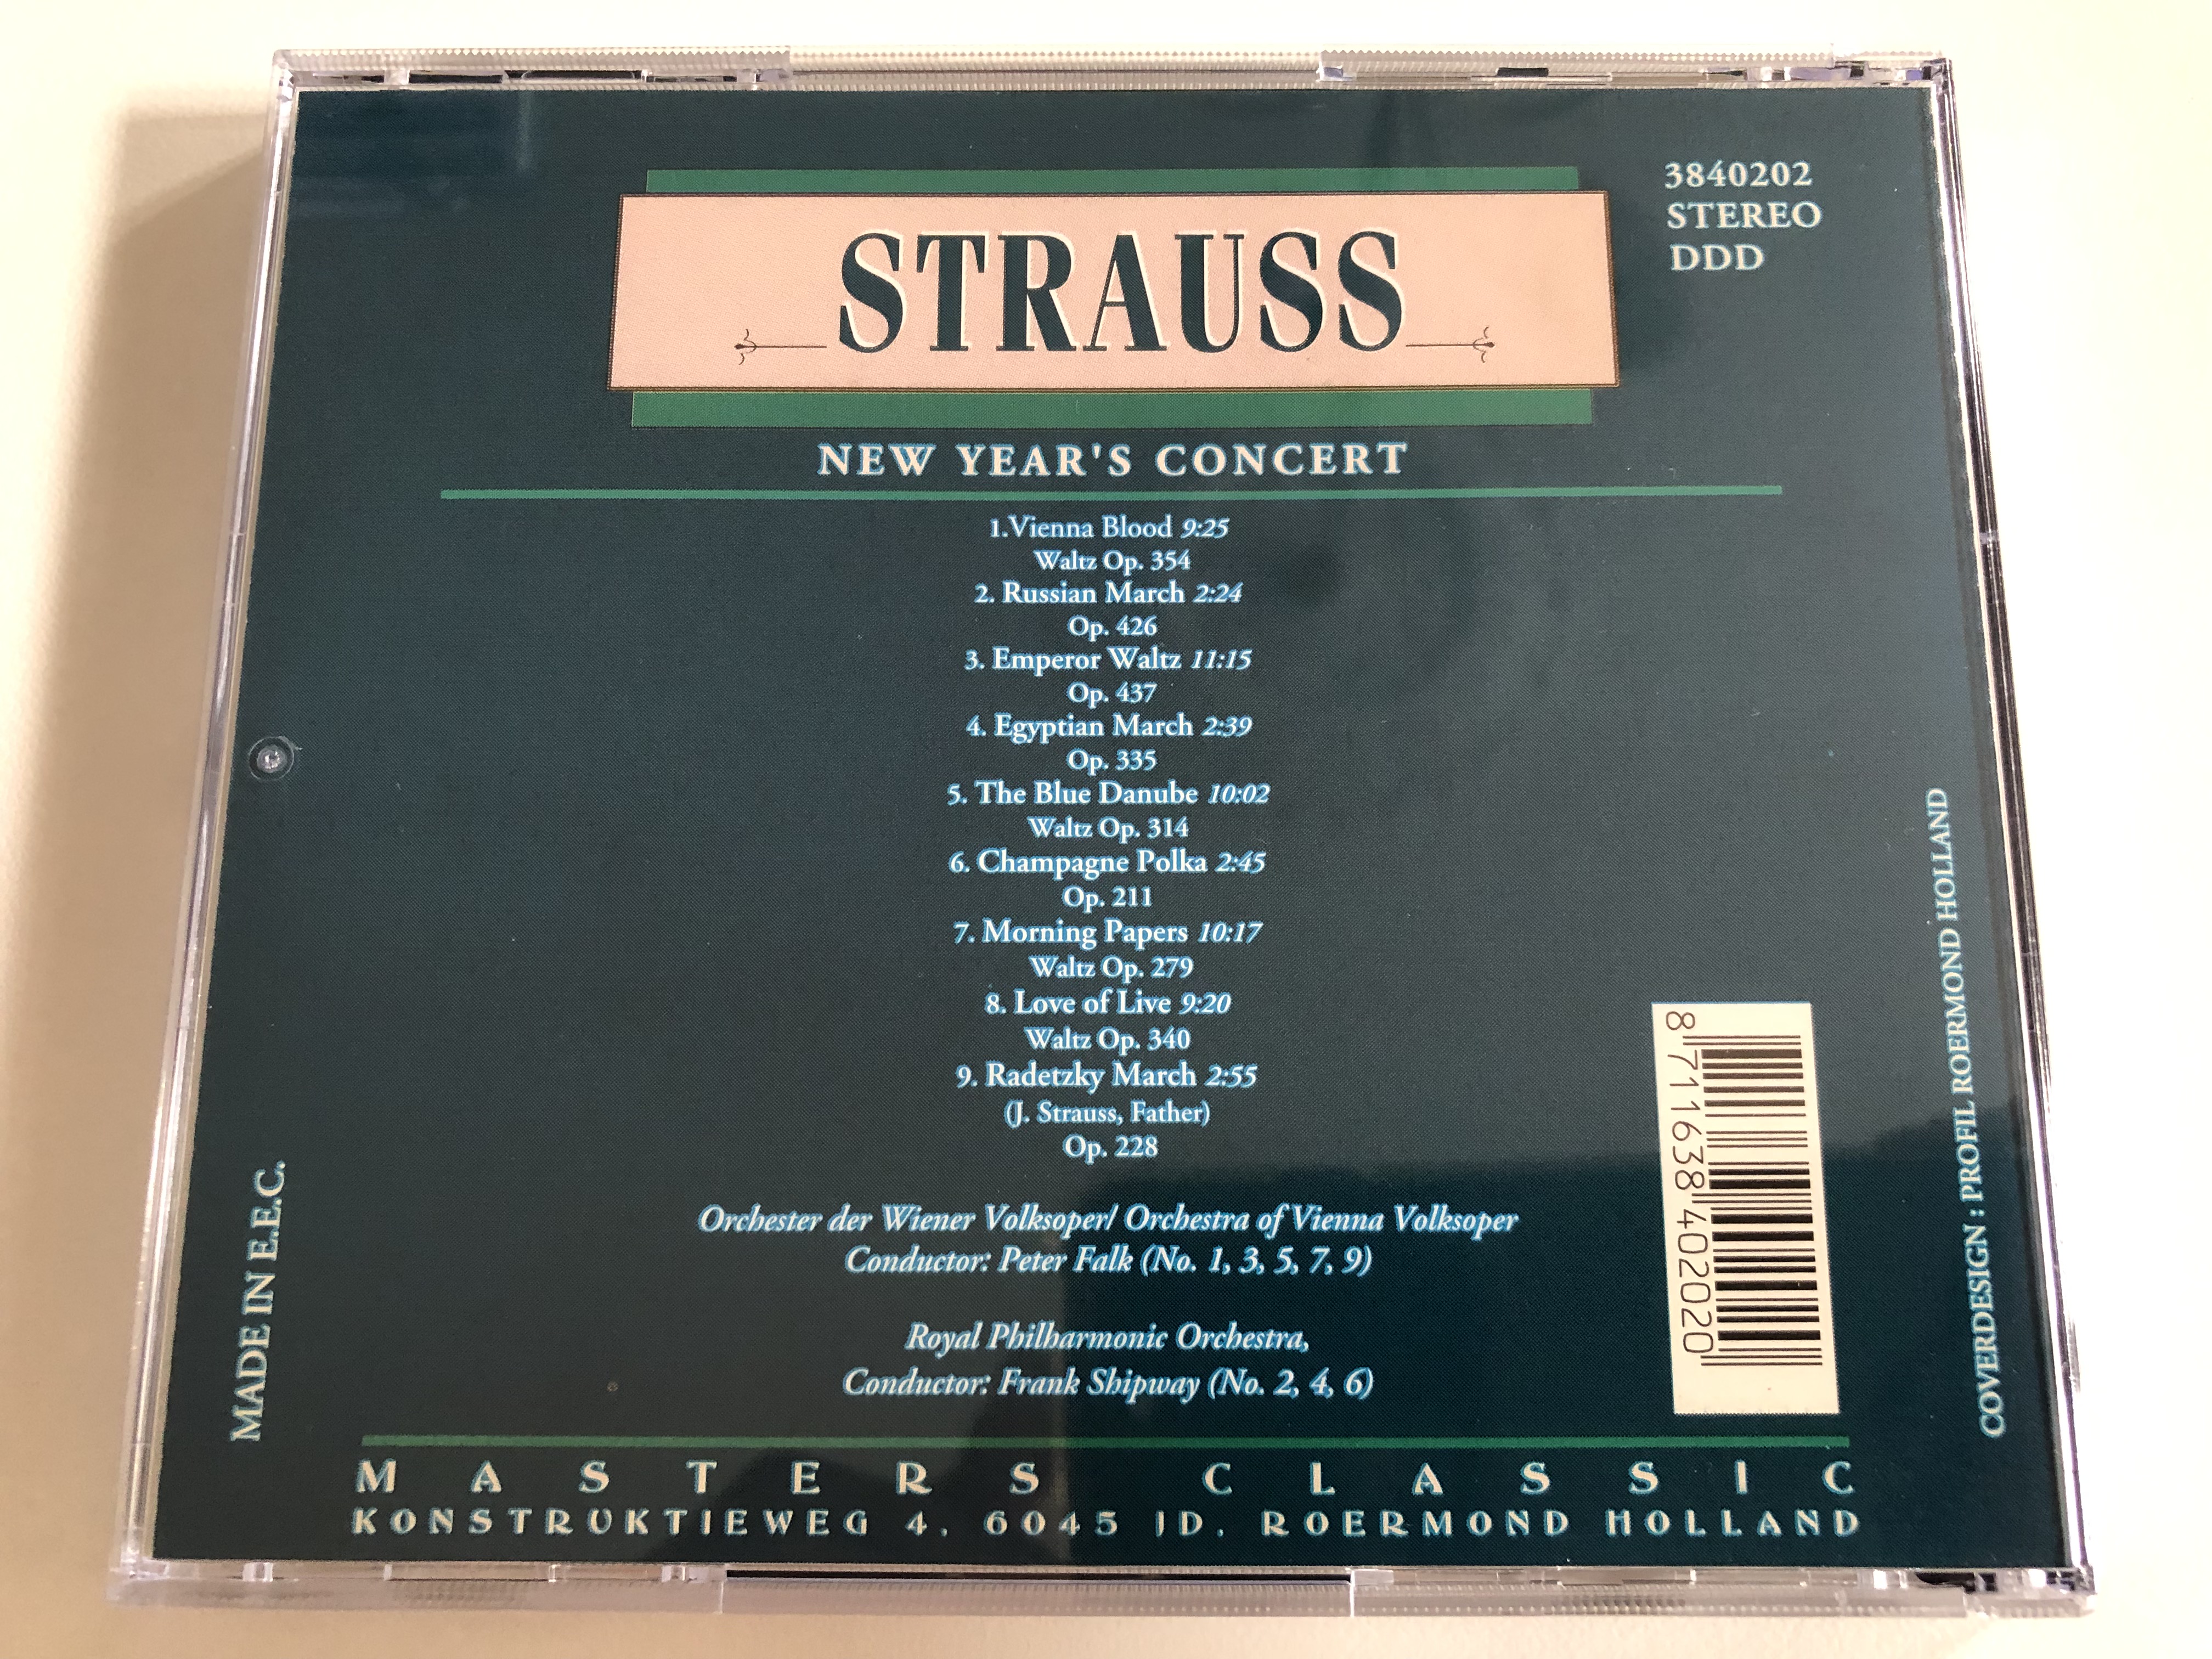 3840202
STEREO
DDD
STRAUSS
NEW YEAR'S CONCERT
1.Vienna Blood 9:25
Waltz Op. 354
2. Russian March 2:24
Op. 426
3. Emperor Waltz 11:15
Op. 437
4. Egyptian March 2:39
Op. 335
5. The Blue Danube 10:02
Waltz Op. 314
6. Champagne Polka 2:45
Op. 211
7. Morning Papers 10:17
Waltz Op. 279
8. Love of Live 9:20
Waltz Op. 340
9. Radetzky March 2:55
(J. Strauss, Father)
Op. 228
Orchester der Wiener Volksoper/ Orchestra of Vienna Volksoper
Conductor: Peter Falk (No. 1, 3, 5, 7, 9)
Royal Philharmonic Orchestra,
Conductor: Frank Shipway (No. 2, 4, 6)
MASTERS CLASSIC
KONSTRUKTIEWEG 4, 6045 JD, ROERMOND HOLLAND
MADE IN E.E.C.
8 711638 402020
COVERDESIGN : PROFIL ROERMOND HOLLAND